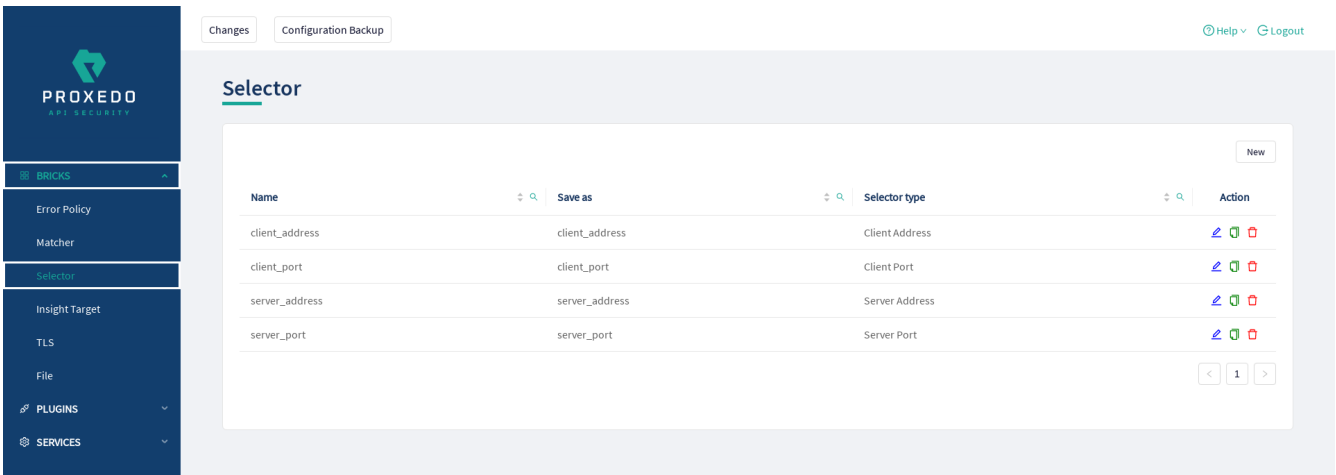 Changes
Configuration Backup
Help
Logout
PROXEDO
API SECURITY
BRICKS
Error Policy
Matcher
Selector
Insight Target
TLS
File
PLUGINS
SERVICES
Selector
New
Name Save as Selector type Action
client_address client_address Client Address
client_port client_port Client Port
server_address server_address Server Address
server_port server_port Server Port
< 1 >